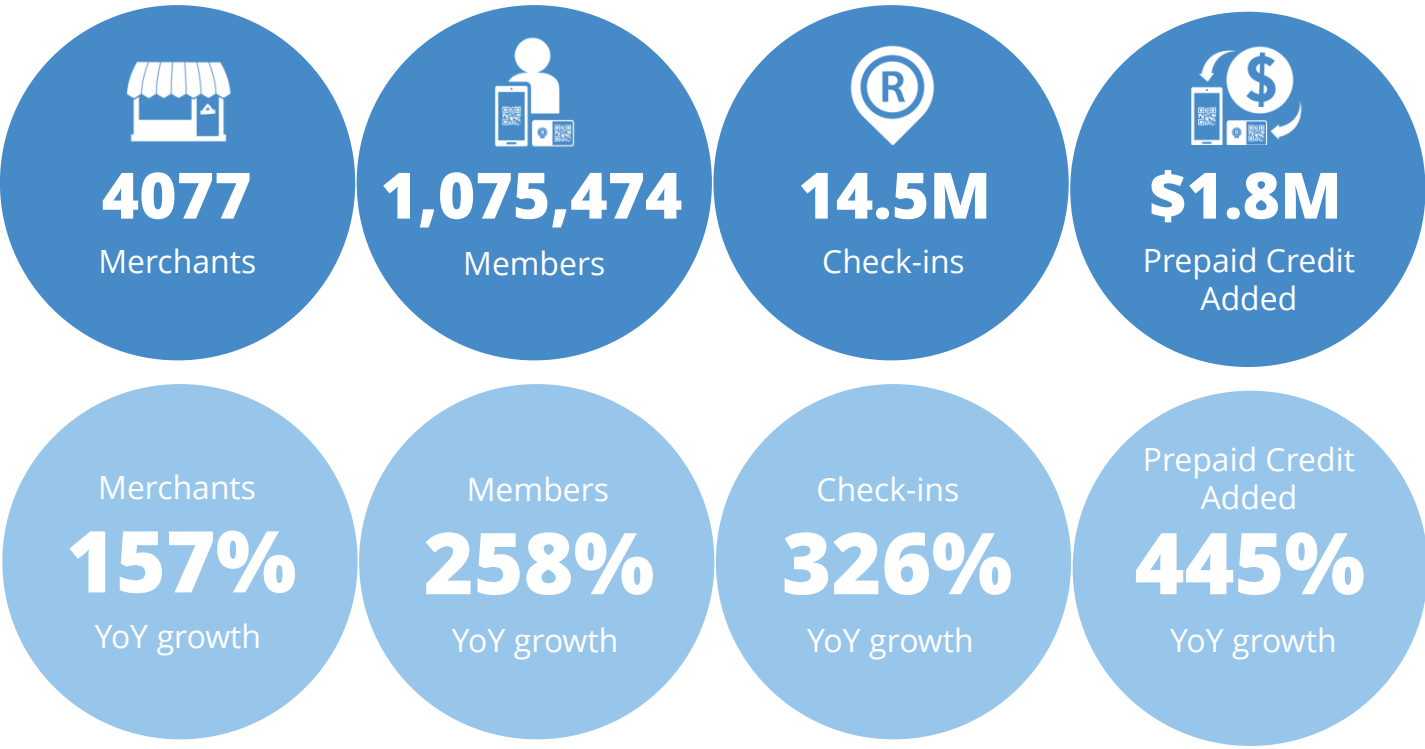 R
$
4077
Merchants
1,075,474
Members
14.5M
Check-ins
$1.8M
Prepaid Credit
Added
Merchants
157%
YoY growth
Members
258%
YoY growth
Check-ins
326%
YoY growth
Prepaid Credit
Added
445%
YoY growth